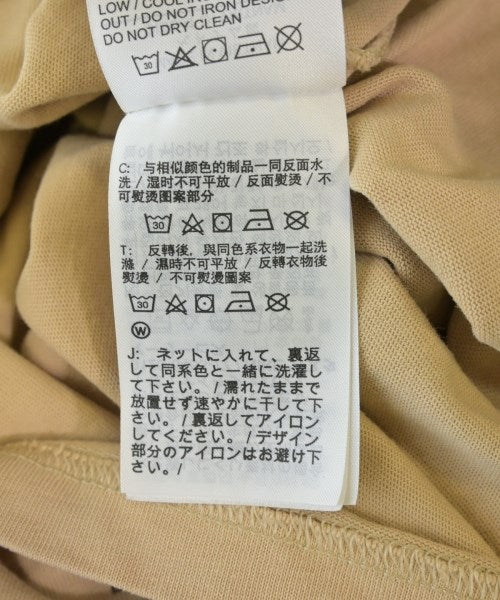 LOW / COOL
OUT / DO NOT IRON DESIGN
DO NOT DRY CLEAN
30
C: 与相似颜色的制品一同反面水
洗 / 湿时不可平放 / 反面熨烫 / 不
可熨烫图案部分
30
T: 反轉後，與同色系衣物一起洗
滌 / 濕時不可平放 / 反轉衣物後
熨燙 / 不可熨燙圖案
30
W
J: ネットに入れて、裏返
して同系色と一緒に洗濯し
て下さい。/ 濡れたままで
放置せず速やかに干して下
さい。/ 裏返してアイロン
してください。/ デザイン
部分のアイロンはお避け下
さい。/